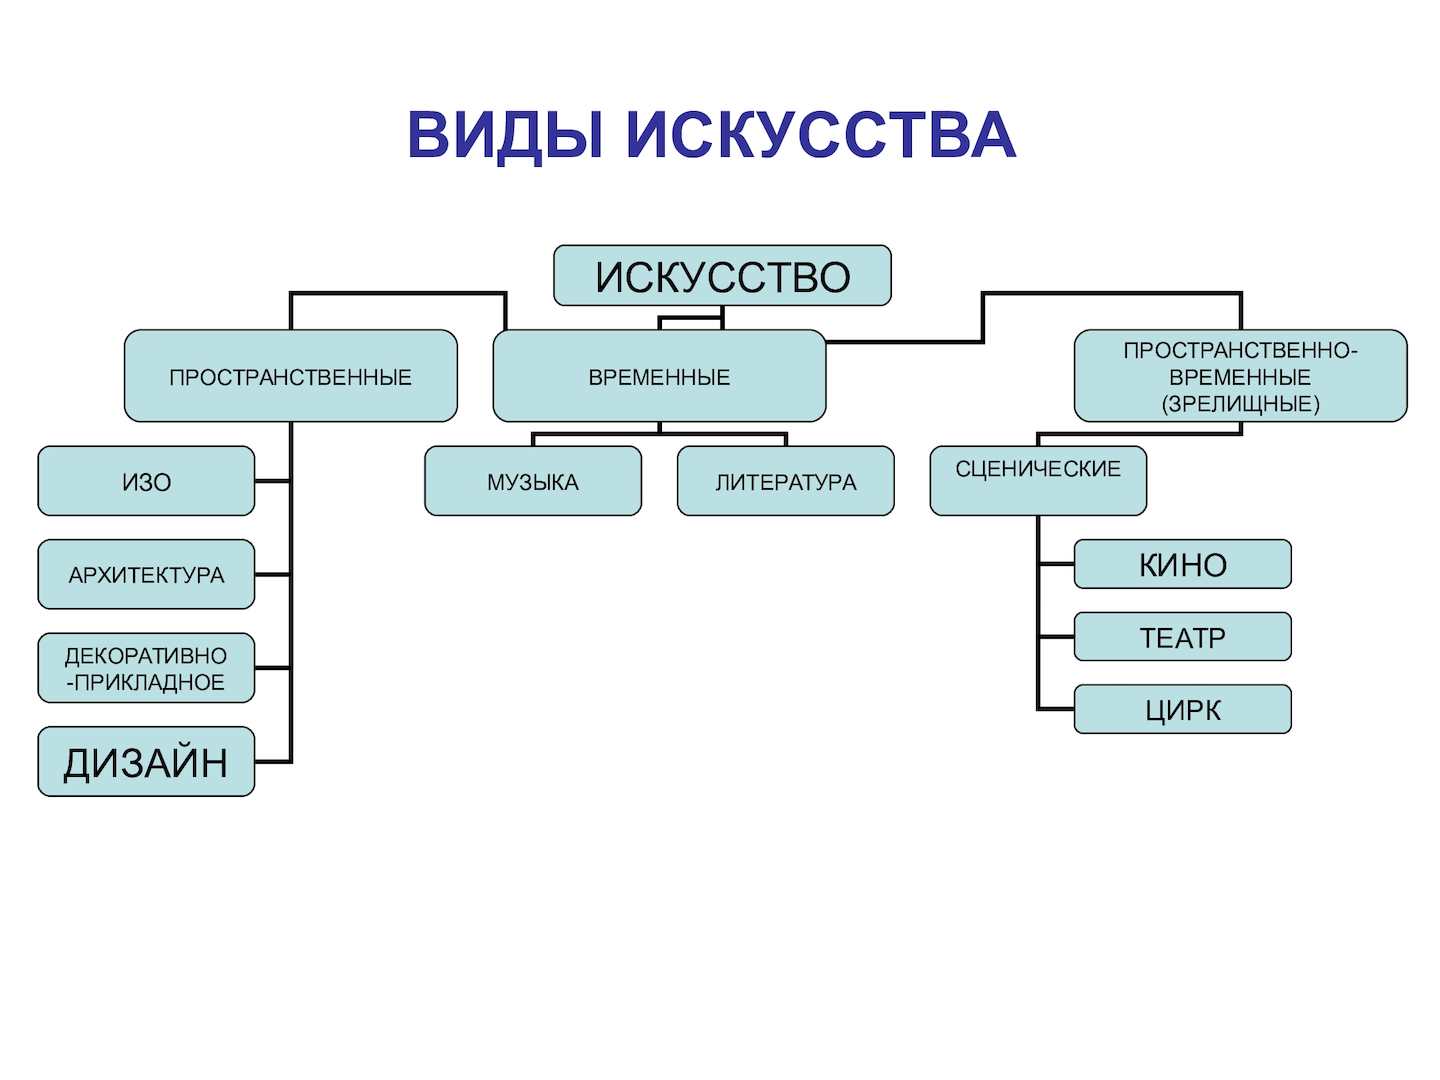 ВИДЫ ИСКУССТВА
ИСКУССТВО
ПРОСТРАНСТВЕННЫЕ
ВРЕМЕННЫЕ
ПРОСТРАНСТВЕННО-
ВРЕМЕННЫЕ
(ЗРЕЛИЩНЫЕ)
ИЗО
АРХИТЕКТУРА
ДЕКОРАТИВНО
-ПРИКЛАДНОЕ
ДИЗАЙН
МУЗЫКА
ЛИТЕРАТУРА
СЦЕНИЧЕСКИЕ
КИНО
ТЕАТР
ЦИРК